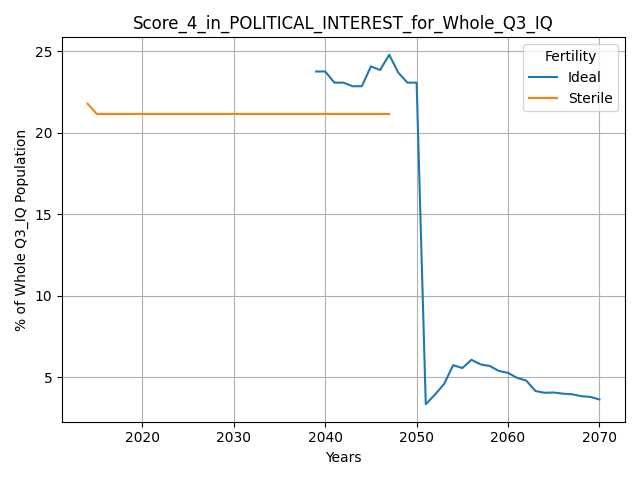 Score_4_in_POLITICAL_INTEREST_for_Whole_Q3_IQ
Fertility
Ideal
Sterile
% of Whole Q3_IQ Population
25
20
15
10
5
2020 2030 2040 2050 2060 2070
Years